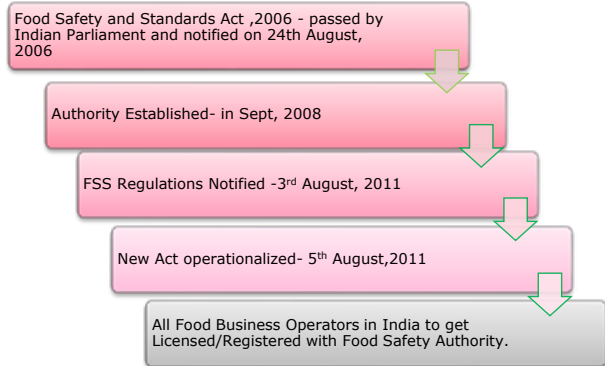 Food Safety and Standards Act ,2006 - passed by
Indian Parliament and notified on 24th August,
2006
Authority Established- in Sept, 2008
FSS Regulations Notified -3rd August, 2011
New Act operationalized- 5th August,2011
All Food Business Operators in India to get
Licensed/Registered with Food Safety Authority.